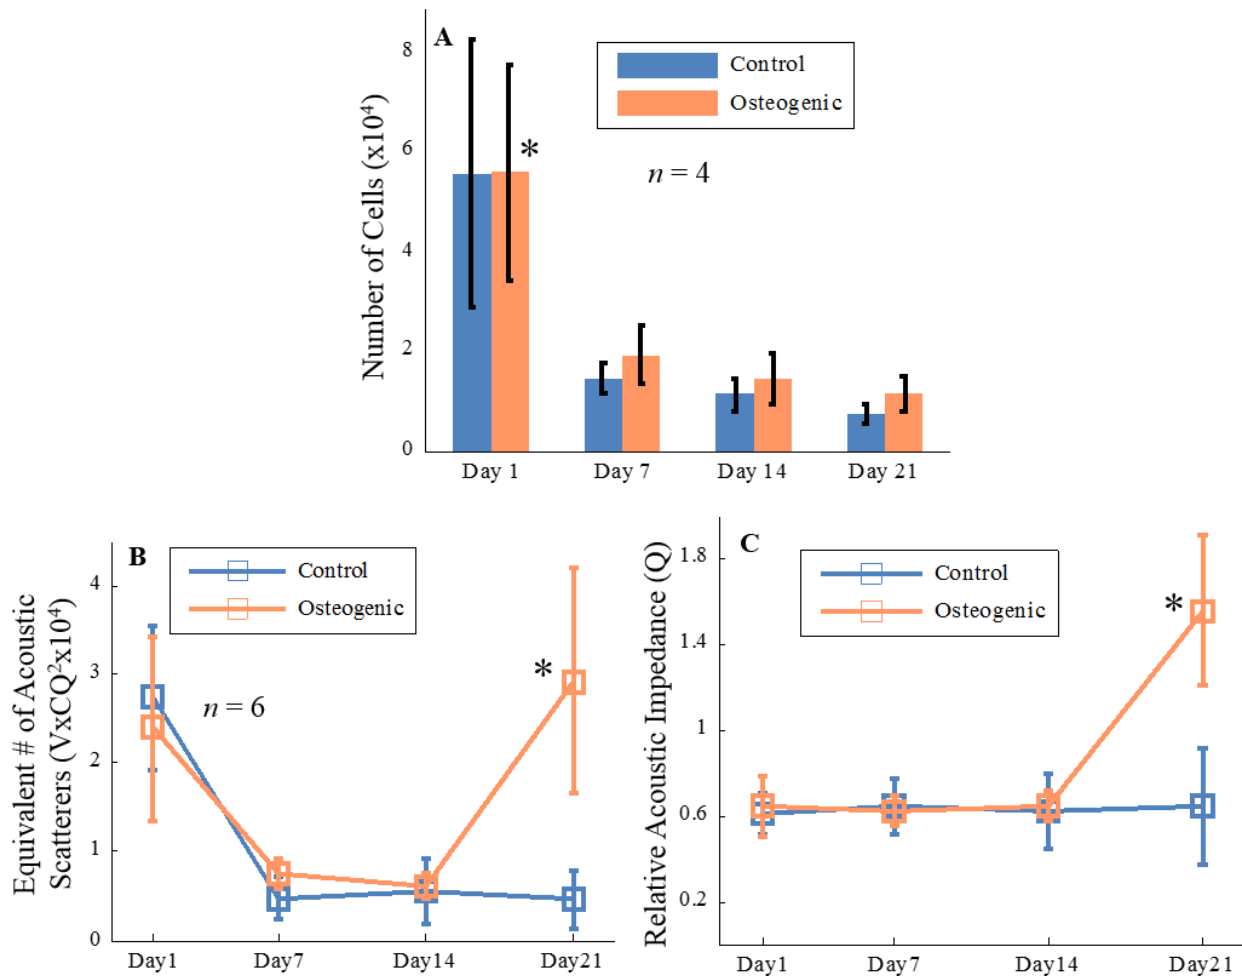 A
Control
Osteogenic
*
n = 4
Number of Cells (x10⁴)
8
6
4
2
0
Day 1
Day 7
Day 14
Day 21
B
Control
Osteogenic
*
n = 6
Equivalent # of Acoustic
Scatterers (VxCQ²x10⁴)
4
3
2
1
0
Day1
Day7
Day14
Day21
C
Control
Osteogenic
*
Relative Acoustic Impedance (Q)
1.8
1.4
1
0.6
0.2
Day1
Day7
Day14
Day21